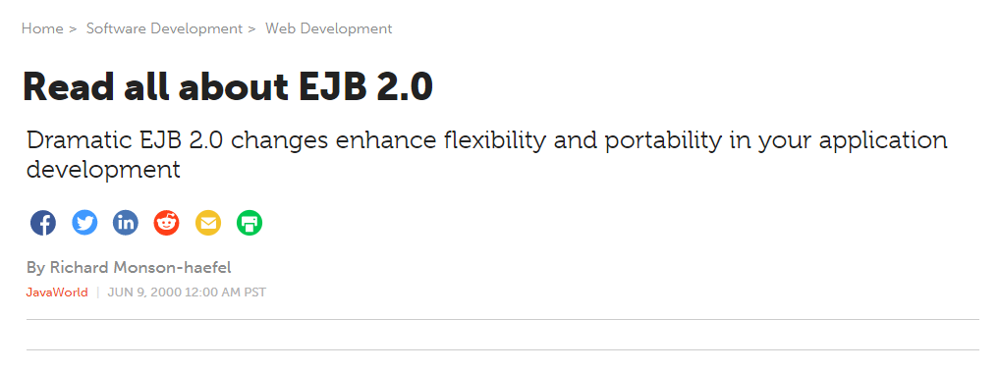 Home > Software Development > Web Development
Read all about EJB 2.0
Dramatic EJB 2.0 changes enhance flexibility and portability in your application
development
By Richard Monson-haefel
JavaWorld | JUN 9, 2000 12:00 AM PST